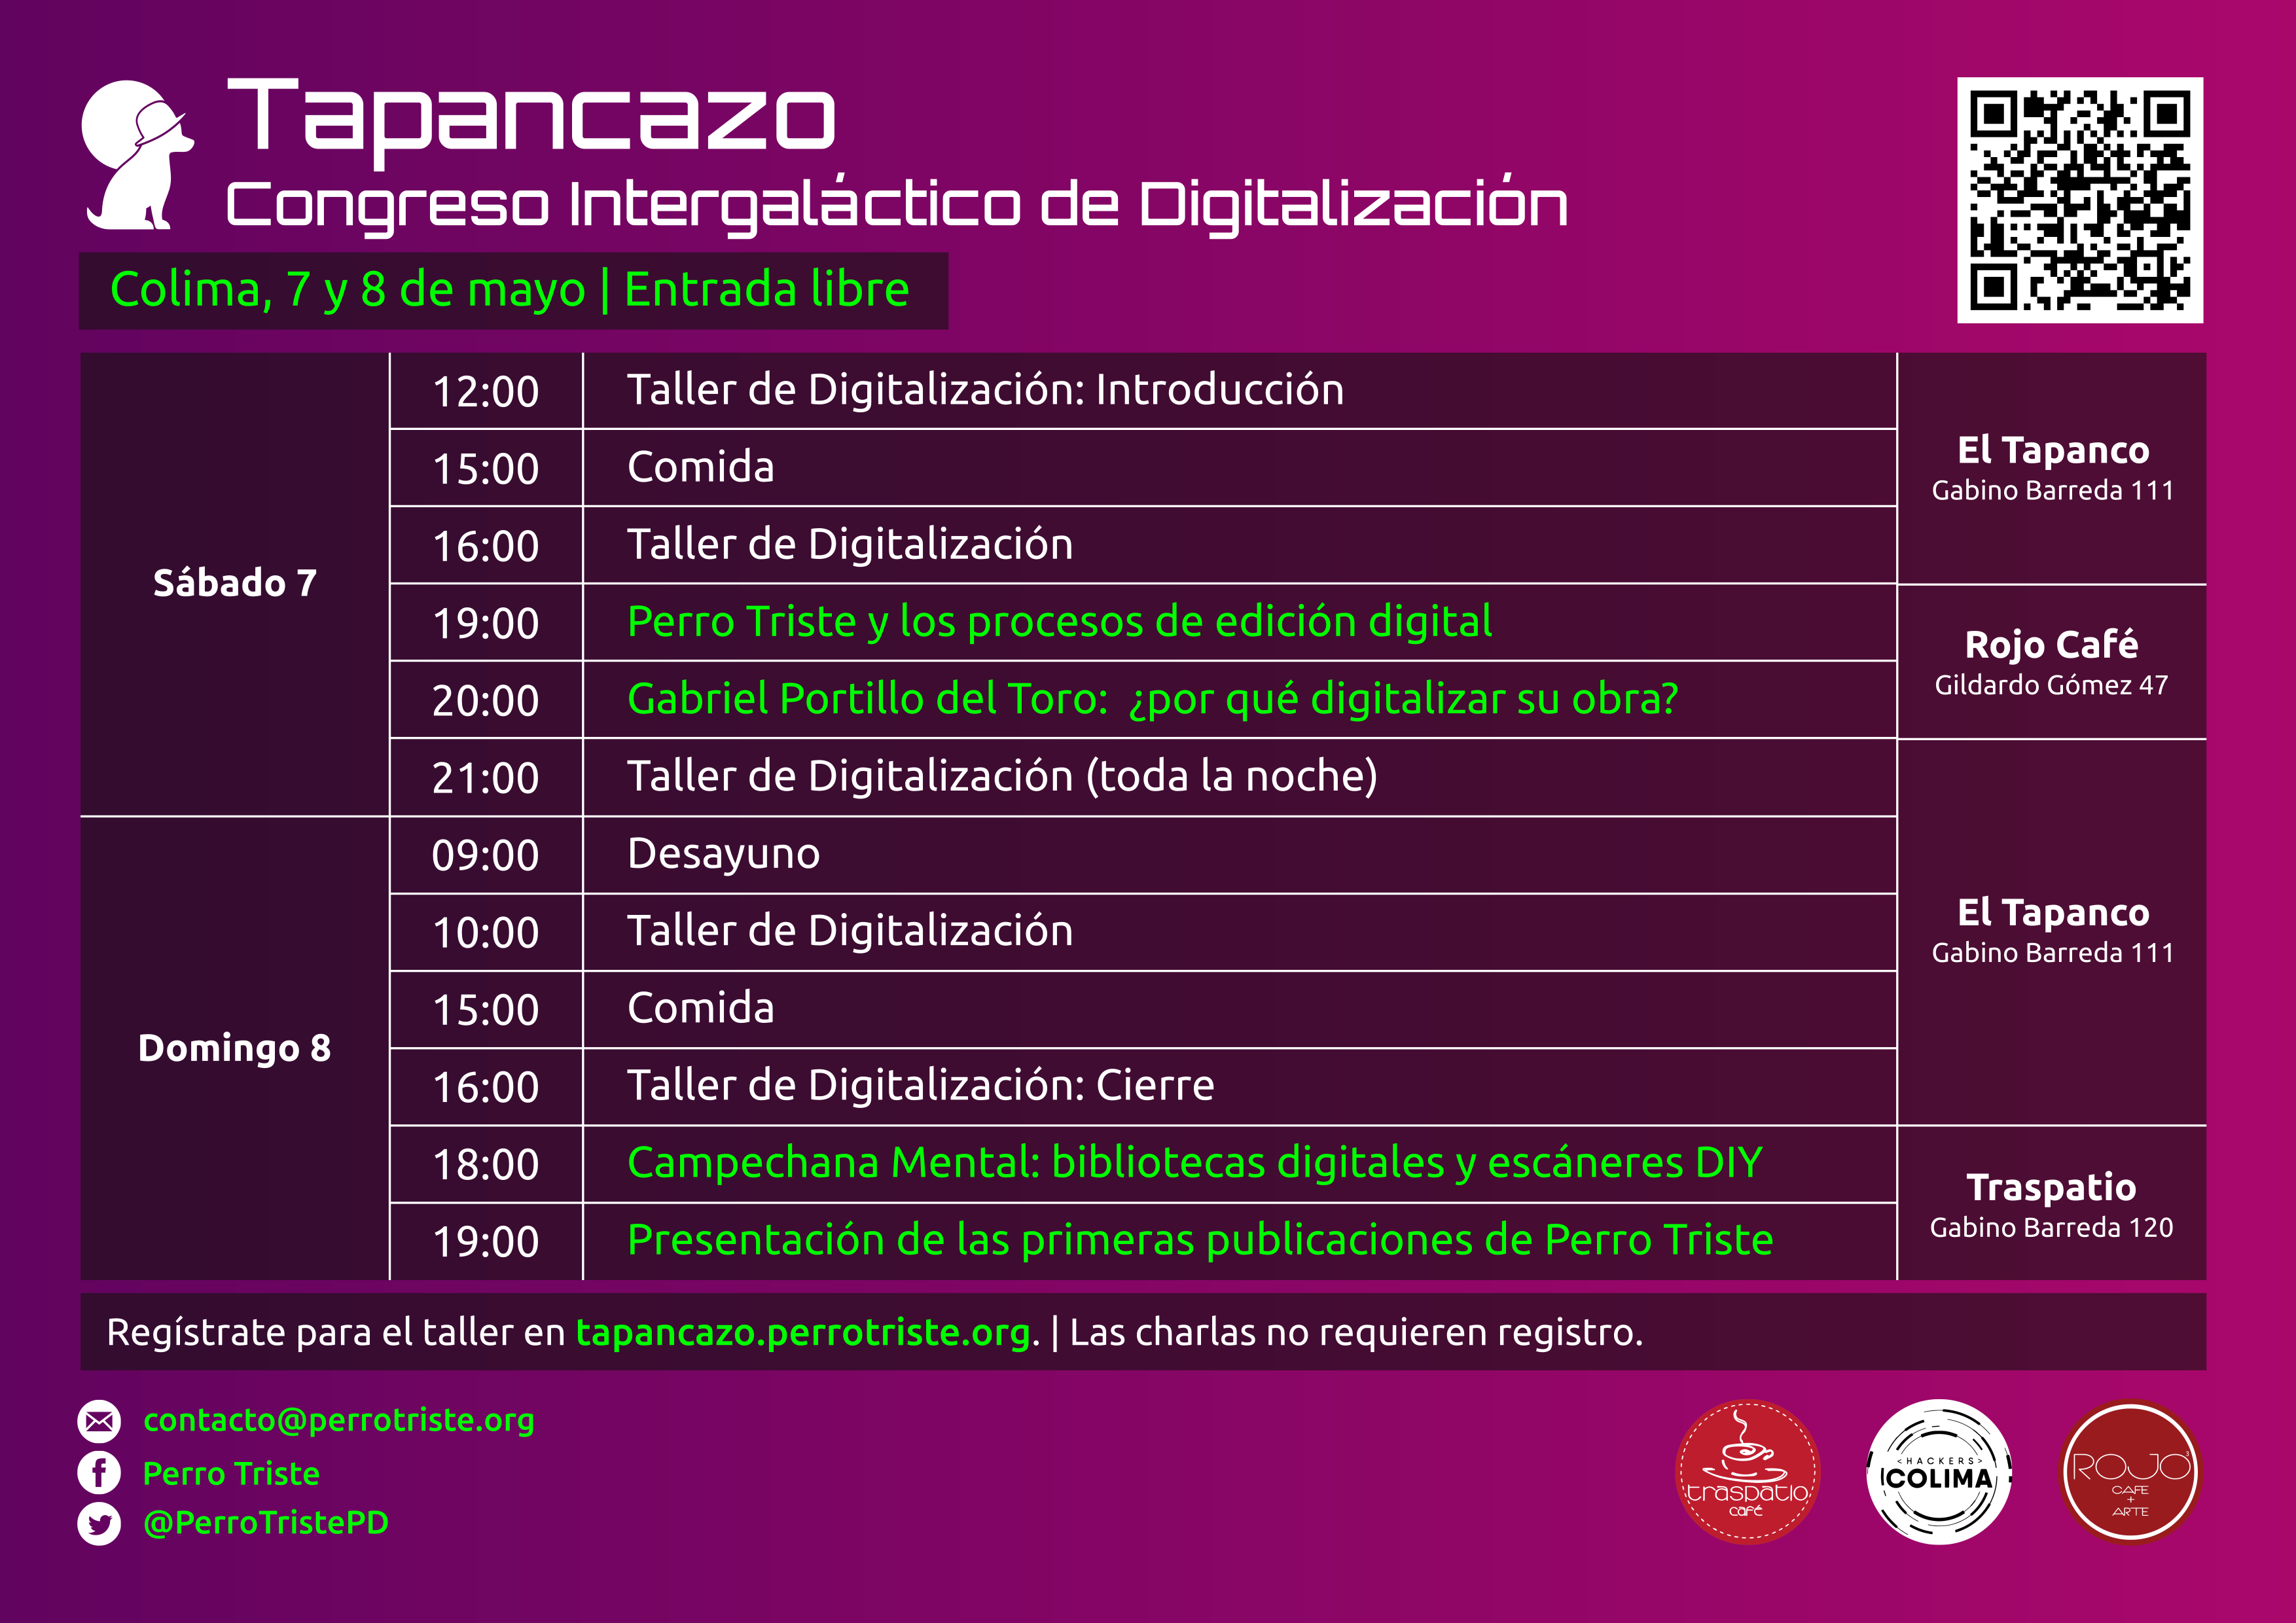 Tapancazo
Congreso Intergaláctico de Digitalización
Colima, 7 y 8 de mayo | Entrada libre
Sábado 7
12:00 Taller de Digitalización: Introducción
15:00 Comida
16:00 Taller de Digitalización
El Tapanco
Gabino Barreda 111
19:00 Perro Triste y los procesos de edición digital
20:00 Gabriel Portillo del Toro: ¿por qué digitalizar su obra?
Rojo Café
Gildardo Gómez 47
21:00 Taller de Digitalización (toda la noche)
Domingo 8
09:00 Desayuno
10:00 Taller de Digitalización
15:00 Comida
16:00 Taller de Digitalización: Cierre
El Tapanco
Gabino Barreda 111
18:00 Campechana Mental: bibliotecas digitales y escáneres DIY
19:00 Presentación de las primeras publicaciones de Perro Triste
Traspatio
Gabino Barreda 120
Regístrate para el taller en tapancazo.perrotriste.org. | Las charlas no requieren registro.
contacto@perrotriste.org
Perro Triste
@PerroTristePD
traspatio
café
<HACKERS>
COLIMA
ROJO 3
CAFE
+
ARTE